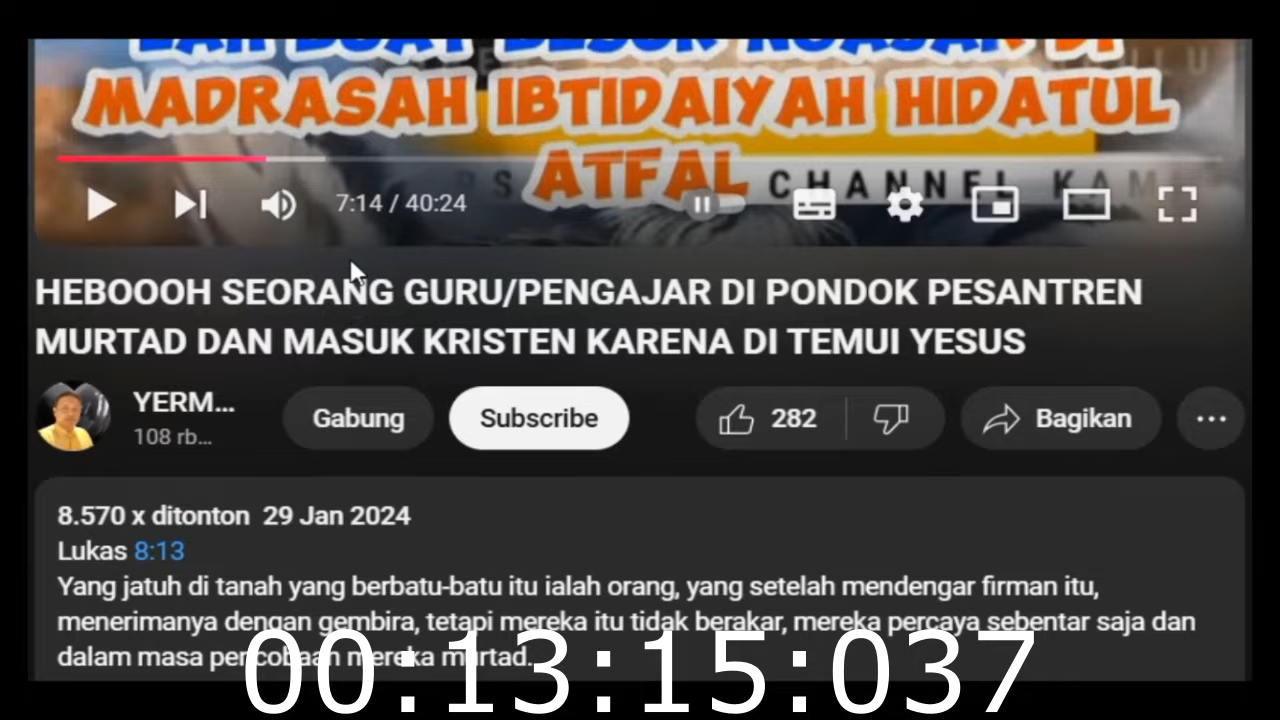 MADRASAH IBTIDAIYAH HIDATUL
ATFAL
CHANNEL KAM
7:14 / 40:24
HEBOOOH SEORANG GURU/PENGAJAR DI PONDOK PESANTREN
MURTAD DAN MASUK KRISTEN KARENA DI TEMUI YESUS
YERM...
108 rb...
Gabung
Subscribe
282
Bagikan
8.570 x ditonton 29 Jan 2024
Lukas 8:13
Yang jatuh di tanah yang berbatu-batu itu ialah orang, yang setelah mendengar firman itu,
menerimanya dengan gembira, tetapi mereka itu tidak berakar, mereka percaya sebentar saja dan
dalam masa pencobaan mereka murtad.
00:13:15:037